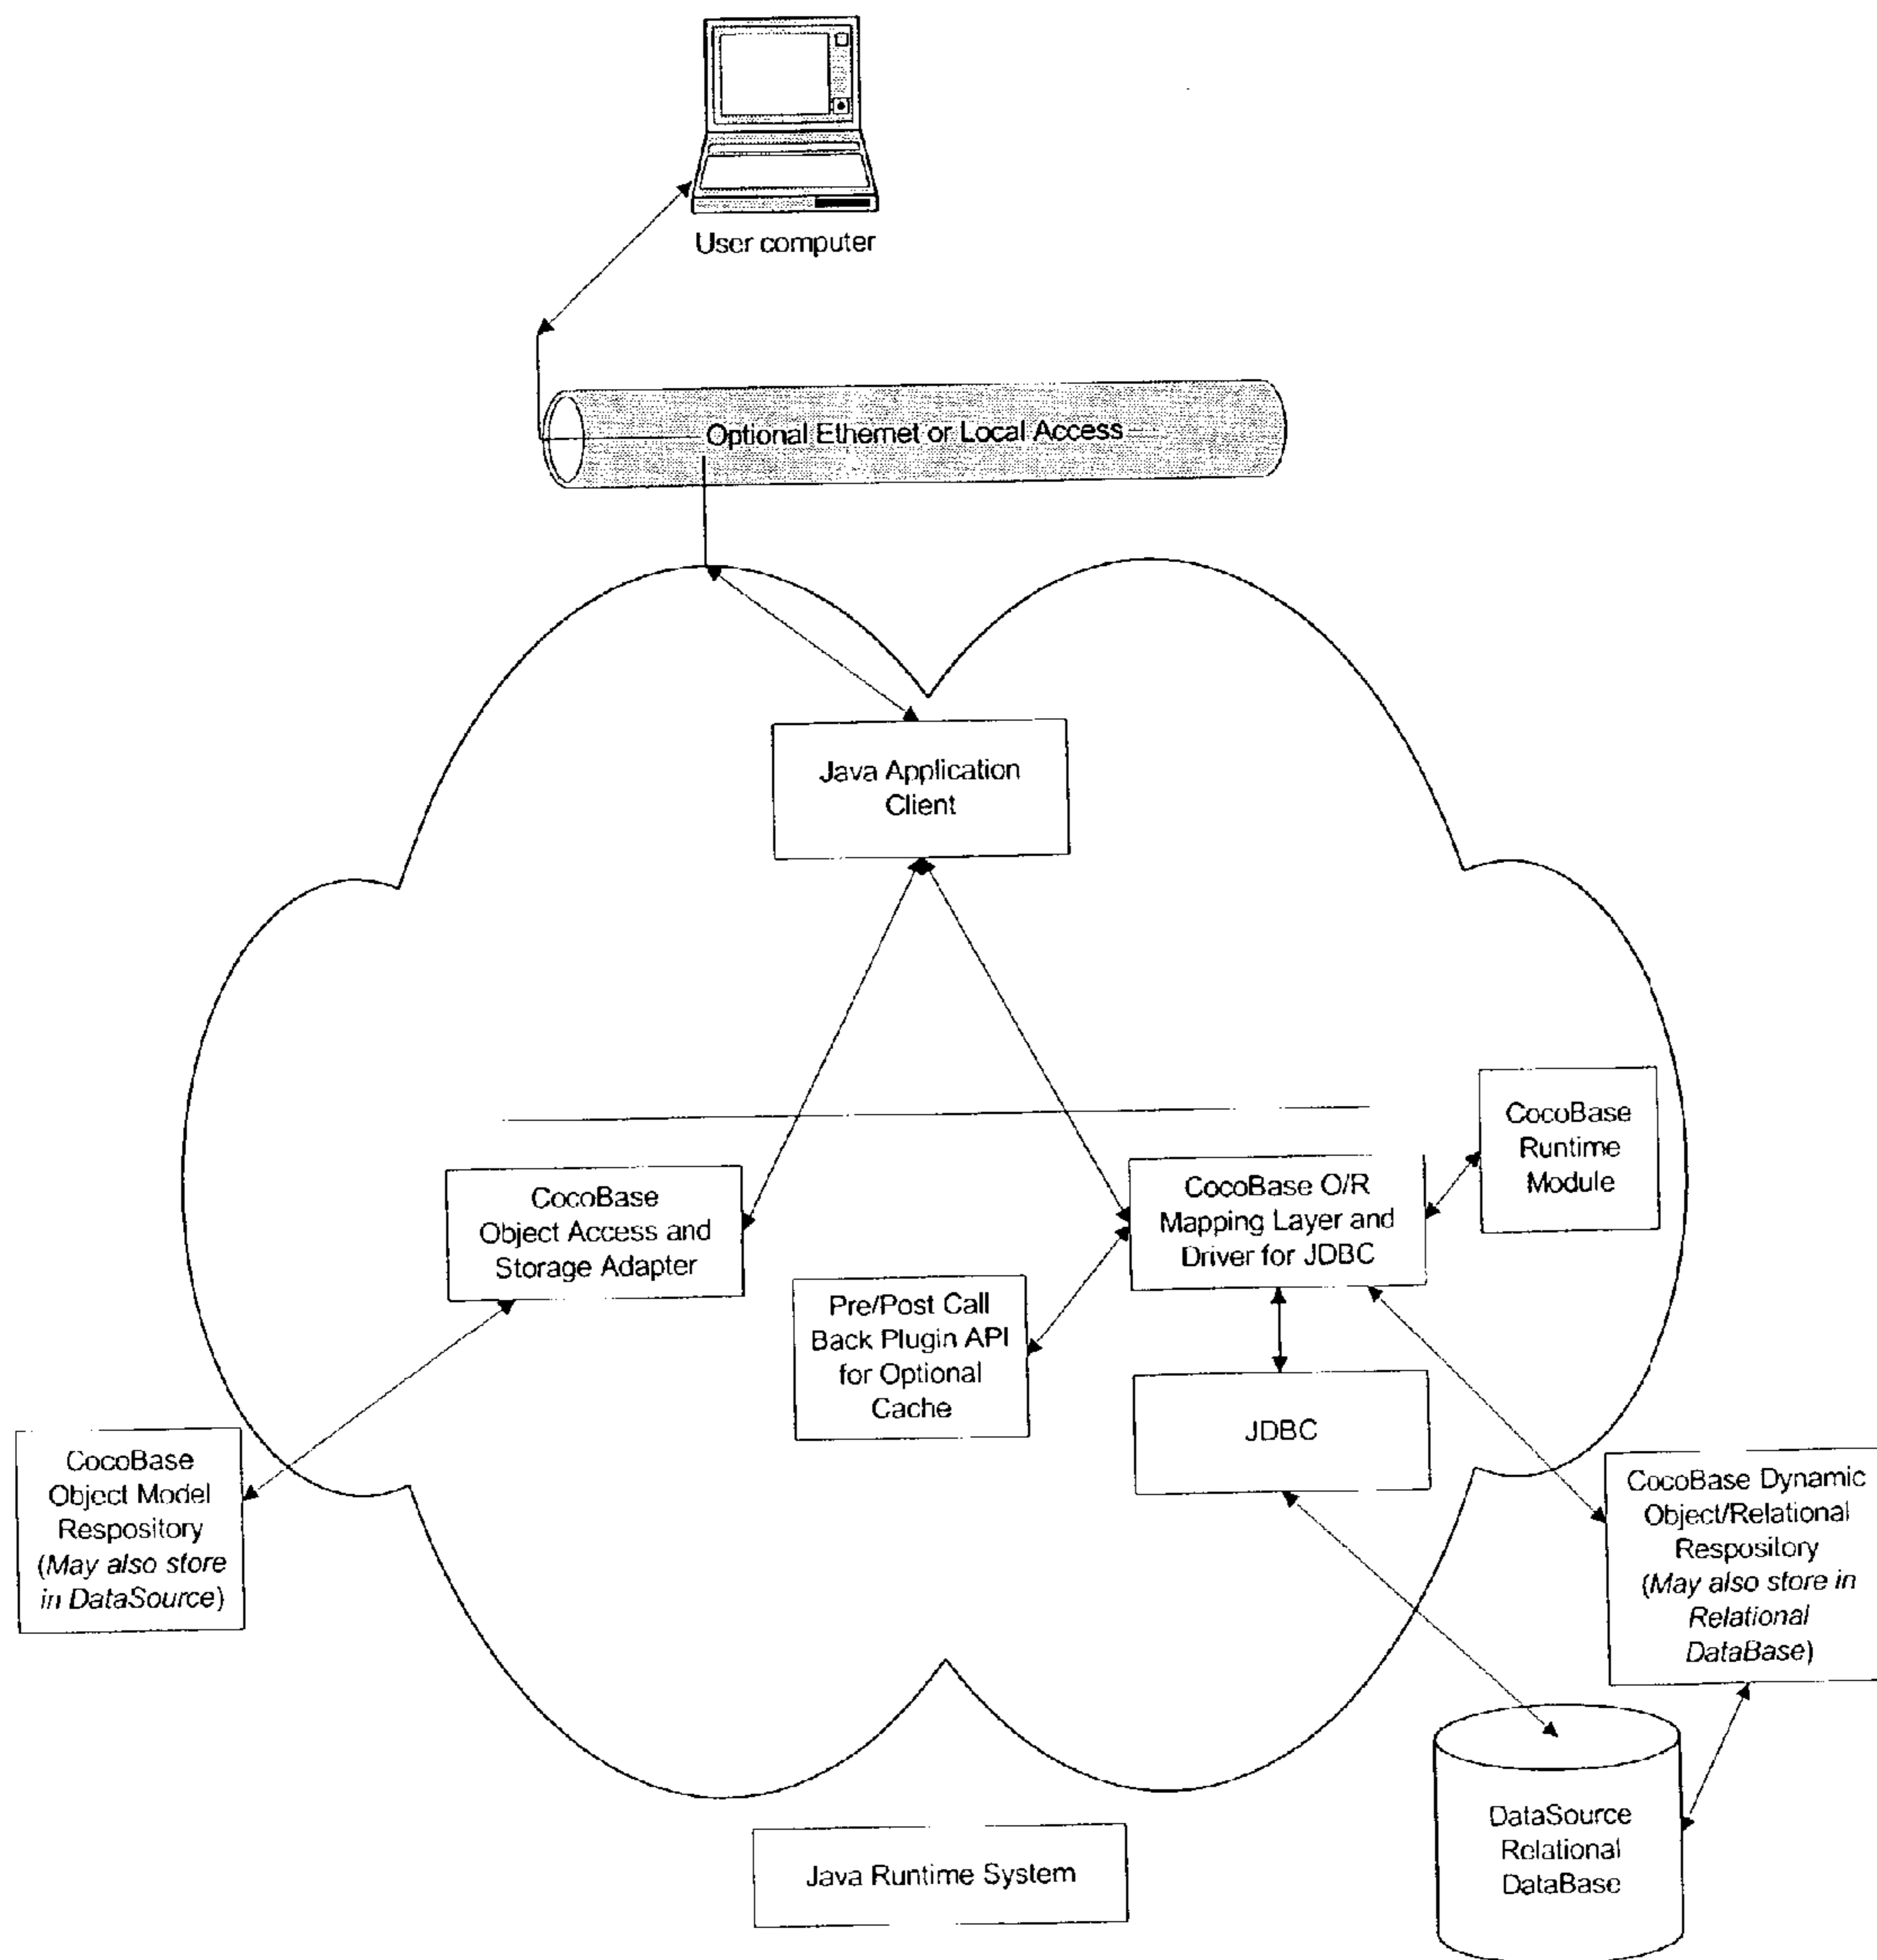 User computer
Optional Ethernet or Local Access
Java Application
Client
CocoBase
Runtime
Module
CocoBase
Object Access and
Storage Adapter
CocoBase O/R
Mapping Layer and
Driver for JDBC
Pre/Post Call
Back Plugin API
for Optional
Cache
JDBC
CocoBase
Object Model
Respository
(May also store
in DataSource)
CocoBase Dynamic
Object/Relational
Respository
(May also store in
Relational
DataBase)
DataSource
Relational
DataBase
Java Runtime System